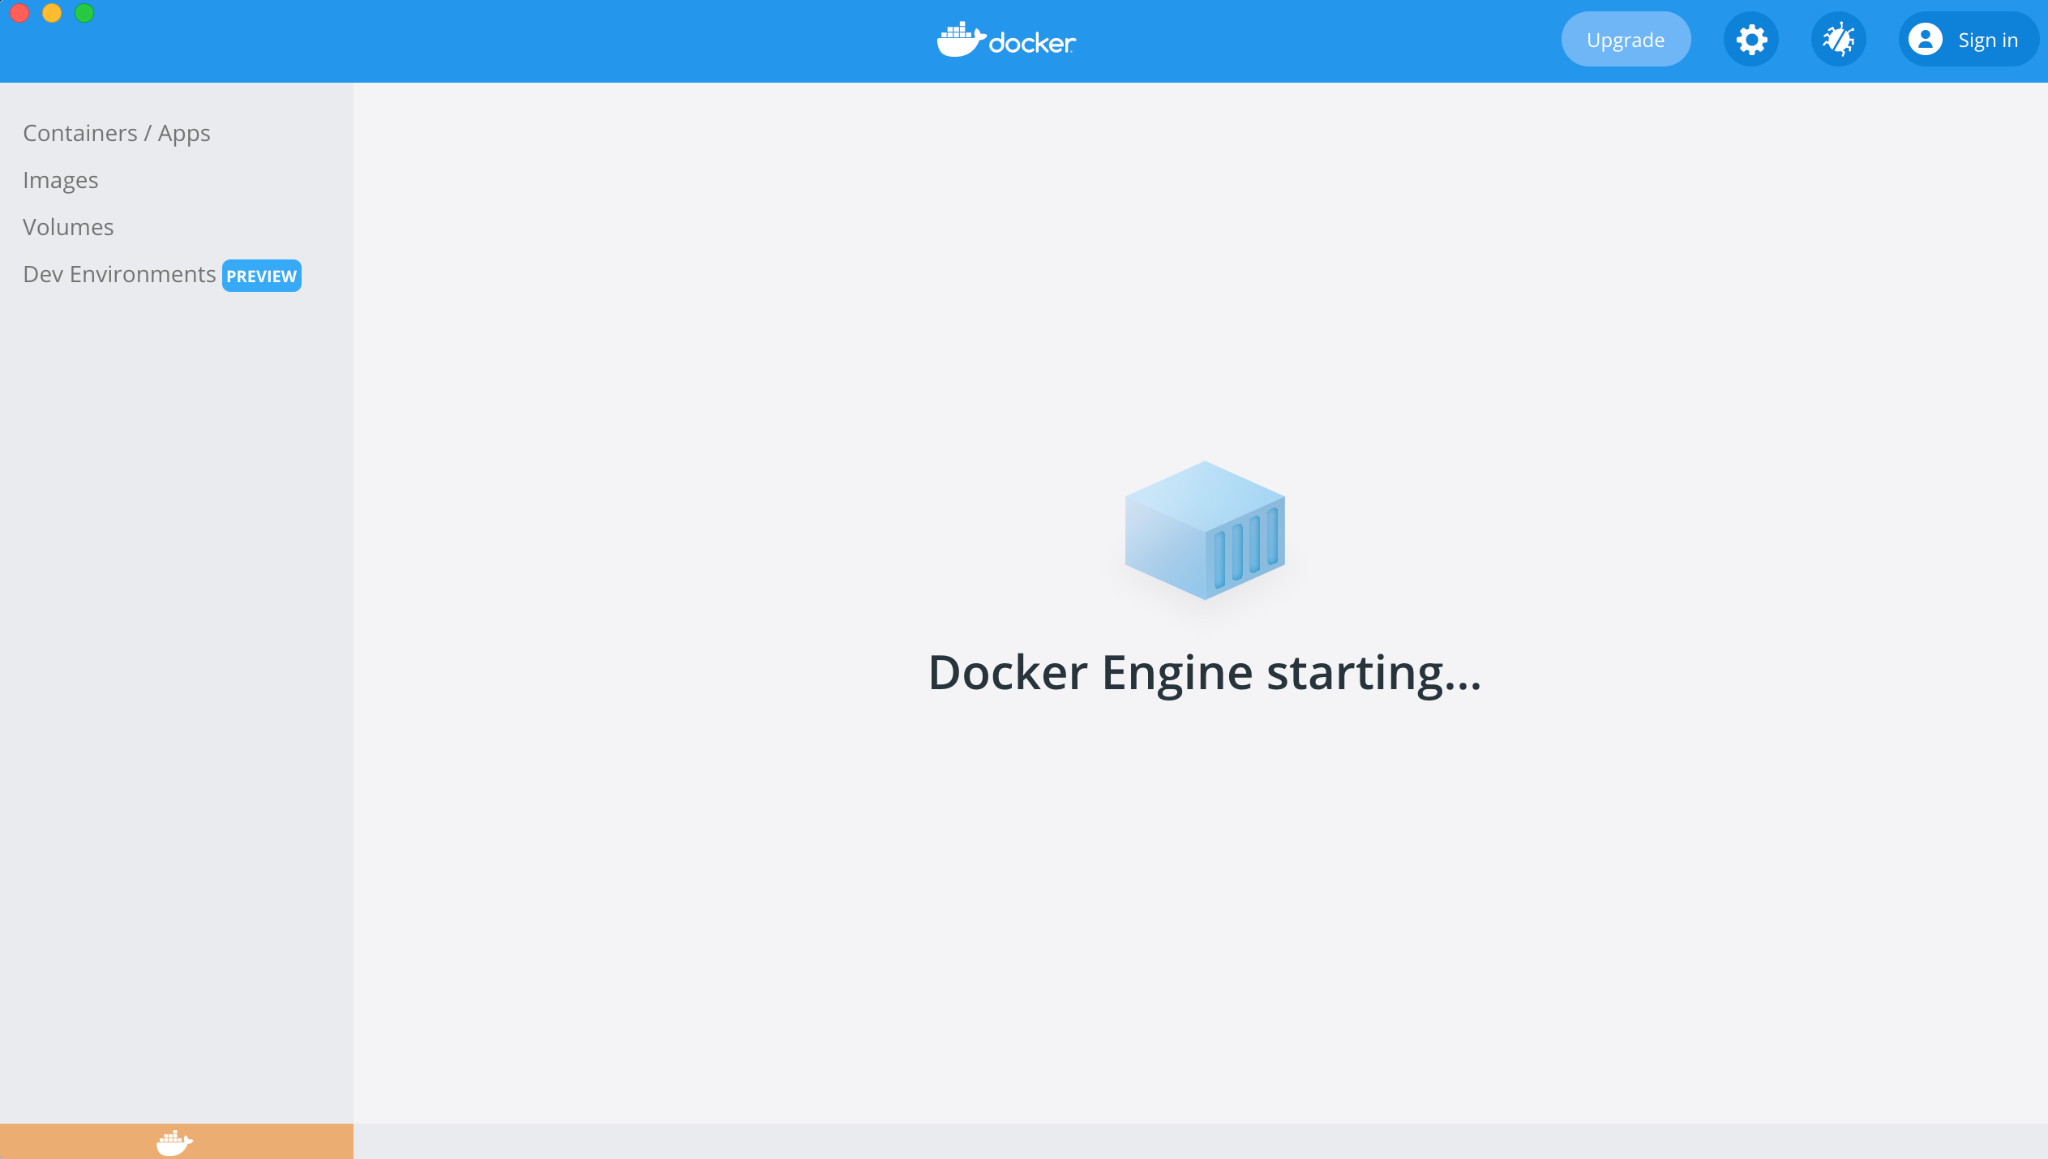 docker
Upgrade
Sign in
Containers / Apps
Images
Volumes
Dev Environments PREVIEW
Docker Engine starting...